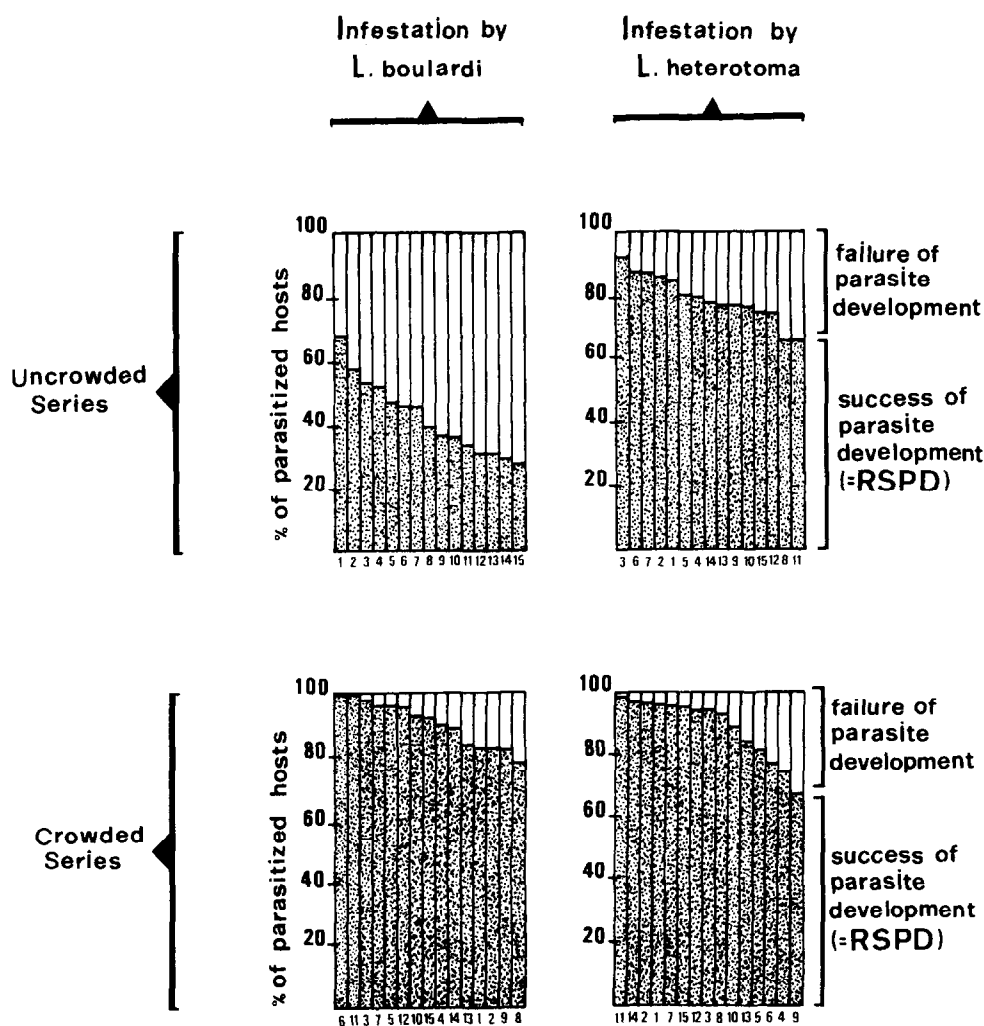 Infestation by
L. boulardi
Infestation by
L. heterotoma
Uncrowded
Series
% of parasitized hosts
100
80
60
40
20
1 2 3 4 5 6 7 8 9 10 11 12 13 14 15
100
80
60
40
20
3 6 7 2 1 5 4 14 13 9 10 15 12 8 11
failure of
parasite
development
success of
parasite
development
(=RSPD)
Crowded
Series
% of parasitized hosts
100
80
60
40
20
6 11 3 7 5 12 10 15 4 14 13 1 2 9 8
100
80
60
40
20
11 14 2 1 7 15 12 3 8 10 13 5 6 4 9
failure of
parasite
development
success of
parasite
development
(=RSPD)